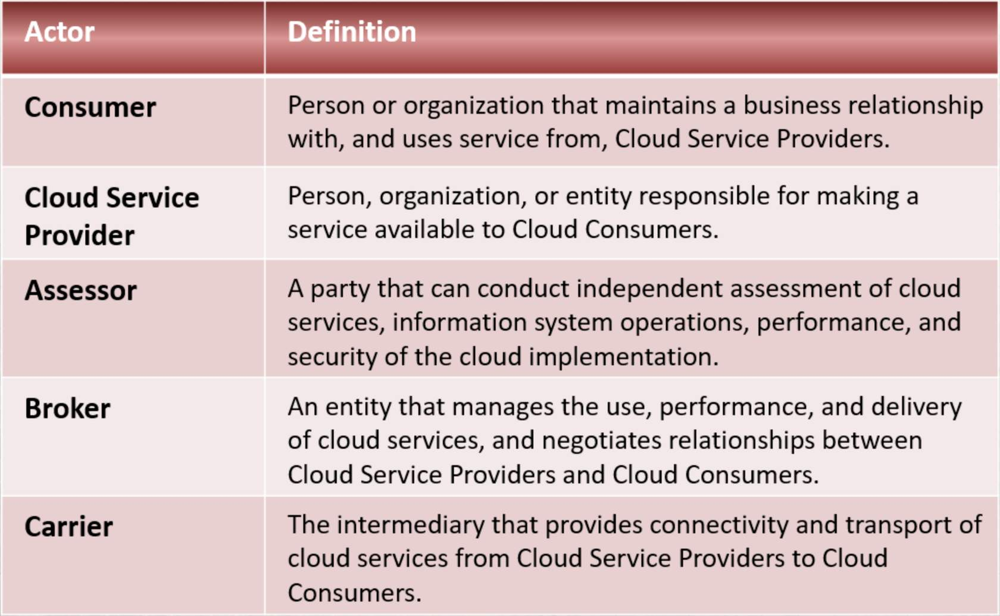 Actor
Definition
Consumer
Person or organization that maintains a business relationship
with, and uses service from, Cloud Service Providers.
Cloud Service
Provider
Person, organization, or entity responsible for making a
service available to Cloud Consumers.
Assessor
A party that can conduct independent assessment of cloud
services, information system operations, performance, and
security of the cloud implementation.
Broker
An entity that manages the use, performance, and delivery
of cloud services, and negotiates relationships between
Cloud Service Providers and Cloud Consumers.
Carrier
The intermediary that provides connectivity and transport of
cloud services from Cloud Service Providers to Cloud
Consumers.